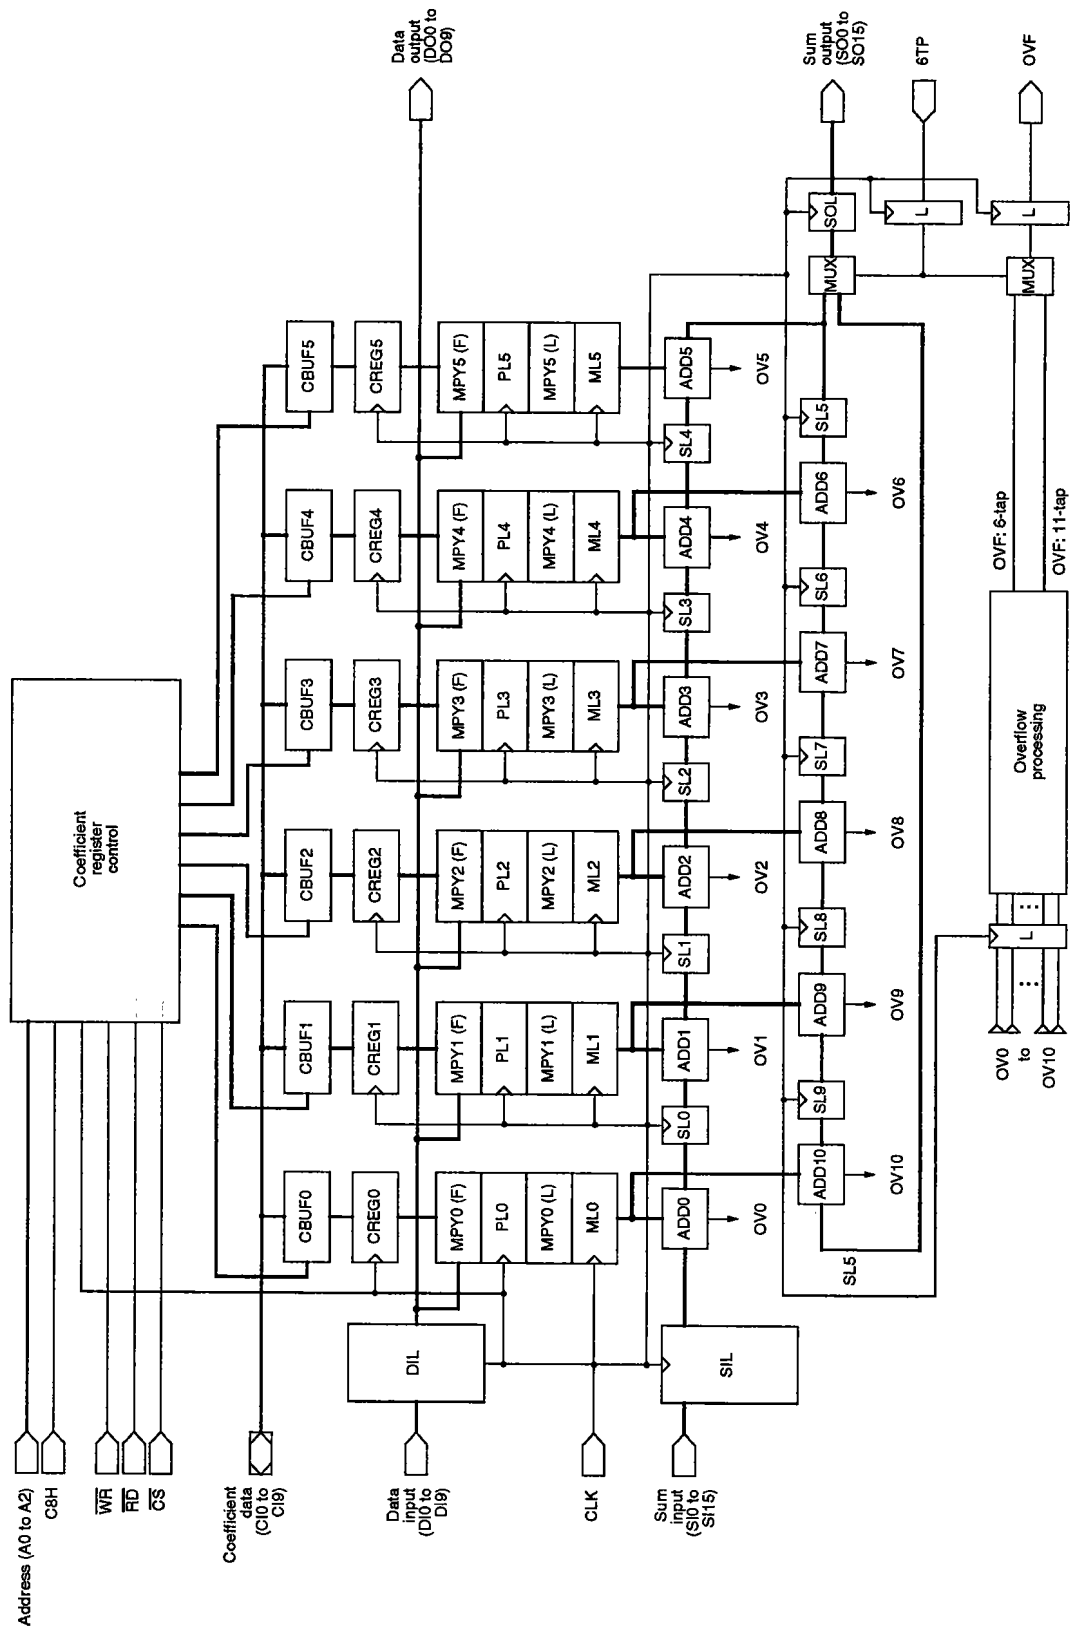 Address (A0 to A2)
C8H
WR
RD
CS
Coefficient
data
(CI0 to
CI9)
Data
input
(DI0 to
DI9)
CLK
Sum
input
(SI0 to
SI15)
Coefficient
register
control
DIL
SIL
CBUF0
CBUF1
CBUF2
CBUF3
CBUF4
CBUF5
CREG0
CREG1
CREG2
CREG3
CREG4
CREG5
MPY0 (F)
PL0
MPY0 (L)
ML0
MPY1 (F)
PL1
MPY1 (L)
ML1
MPY2 (F)
PL2
MPY2 (L)
ML2
MPY3 (F)
PL3
MPY3 (L)
ML3
MPY4 (F)
PL4
MPY4 (L)
ML4
MPY5 (F)
PL5
MPY5 (L)
ML5
ADD0
SL0
ADD1
SL1
ADD2
SL2
ADD3
SL3
ADD4
SL4
ADD5
OV0
OV1
OV2
OV3
OV4
OV5
SL5
ADD10
SL9
ADD9
SL8
ADD8
SL7
ADD7
SL6
ADD6
SL5
MUX
SOL
OV10
OV9
OV8
OV7
OV6
OV0
to
OV10
L
Overflow
processing
OVF: 6-tap
OVF: 11-tap
MUX
L
L
Data
output
(DO0 to
DO9)
Sum
output
(SO0 to
SO15)
6TP
OVF